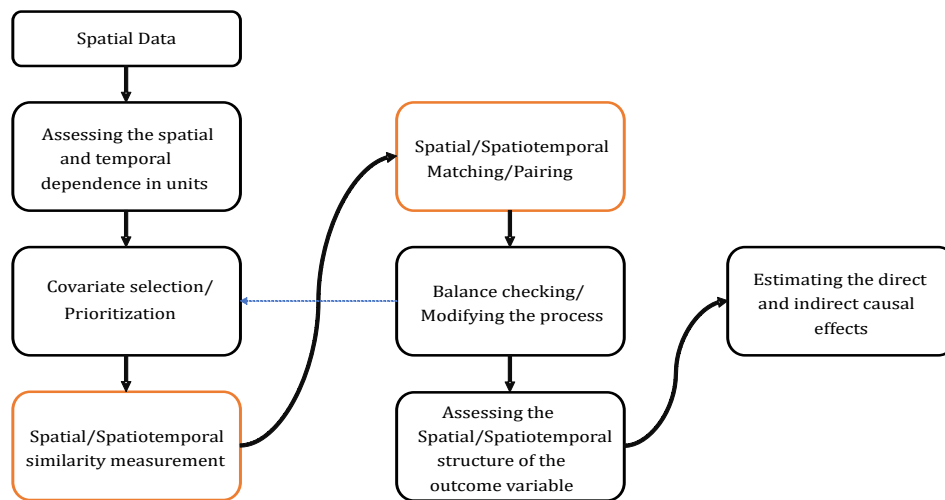 Spatial Data
Assessing the spatial
and temporal
dependence in units
Covariate selection/
Prioritization
Spatial/Spatiotemporal
similarity measurement
Spatial/Spatiotemporal
Matching/Pairing
Balance checking/
Modifying the process
Assessing the
Spatial/Spatiotemporal
structure of the
outcome variable
Estimating the direct
and indirect causal
effects